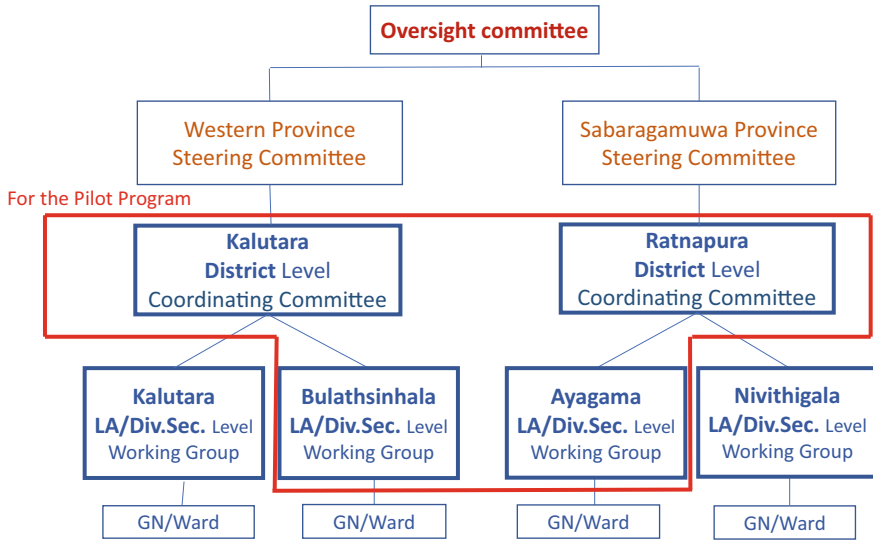 Oversight committee
Western Province
Steering Committee
Sabaragamuwa Province
Steering Committee
For the Pilot Program
Kalutara
District Level
Coordinating Committee
Ratnapura
District Level
Coordinating Committee
Kalutara
LA/Div.Sec. Level
Working Group
Bulathsinhala
LA/Div.Sec. Level
Working Group
Ayagama
LA/Div.Sec. Level
Working Group
Nivithigala
LA/Div.Sec. Level
Working Group
GN/Ward
GN/Ward
GN/Ward
GN/Ward